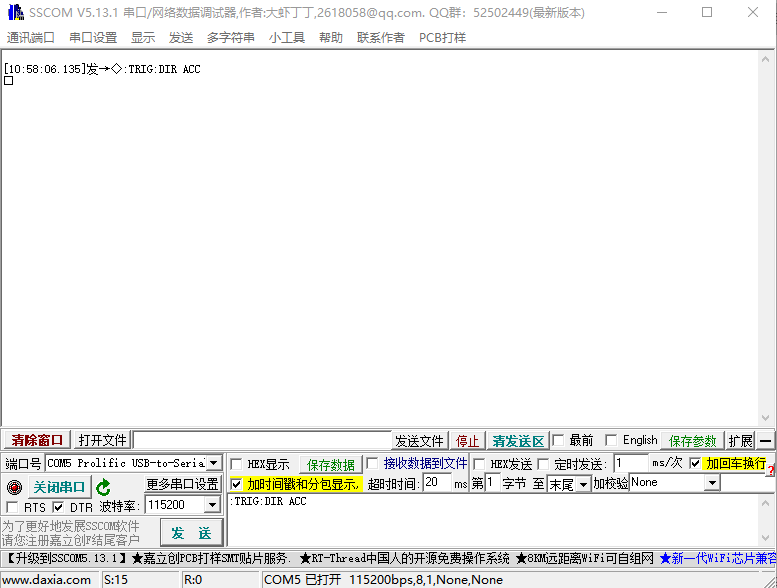 SSCOM V5.13.1 串口/网络数据调试器,作者:大虾丁丁,2618058@qq.com. QQ群：52502449(最新版本)
通讯端口 串口设置 显示 发送 多字符串 小工具 帮助 联系作者 PCB打样
[10:58:06.135]发→◇:TRIG:DIR ACC
□
清除窗口 打开文件 发送文件 停止 清发送区 最前 English 保存参数 扩展 —
端口号 COM5 Prolific USB-to-Seria HEX显示 保存数据 接收数据到文件 HEX发送 定时发送: 1 ms/次 加回车换行
关闭串口 更多串口设置 加时间戳和分包显示, 超时时间: 20 ms 第 1 字节 至 末尾 加校验 None
RTS DTR 波特率: 115200 :TRIG:DIR ACC
为了更好地发展SSCOM软件
请您注册嘉立创F结尾客户
发 送
【升级到SSCOM5.13.1】★嘉立创PCB打样SMT贴片服务. ★RT-Thread中国人的开源免费操作系统 ★8KM远距离WiFi可自组网 ★新一代WiFi芯片兼容
www.daxia.com S:15 R:0 COM5 已打开 115200bps,8,1,None,None